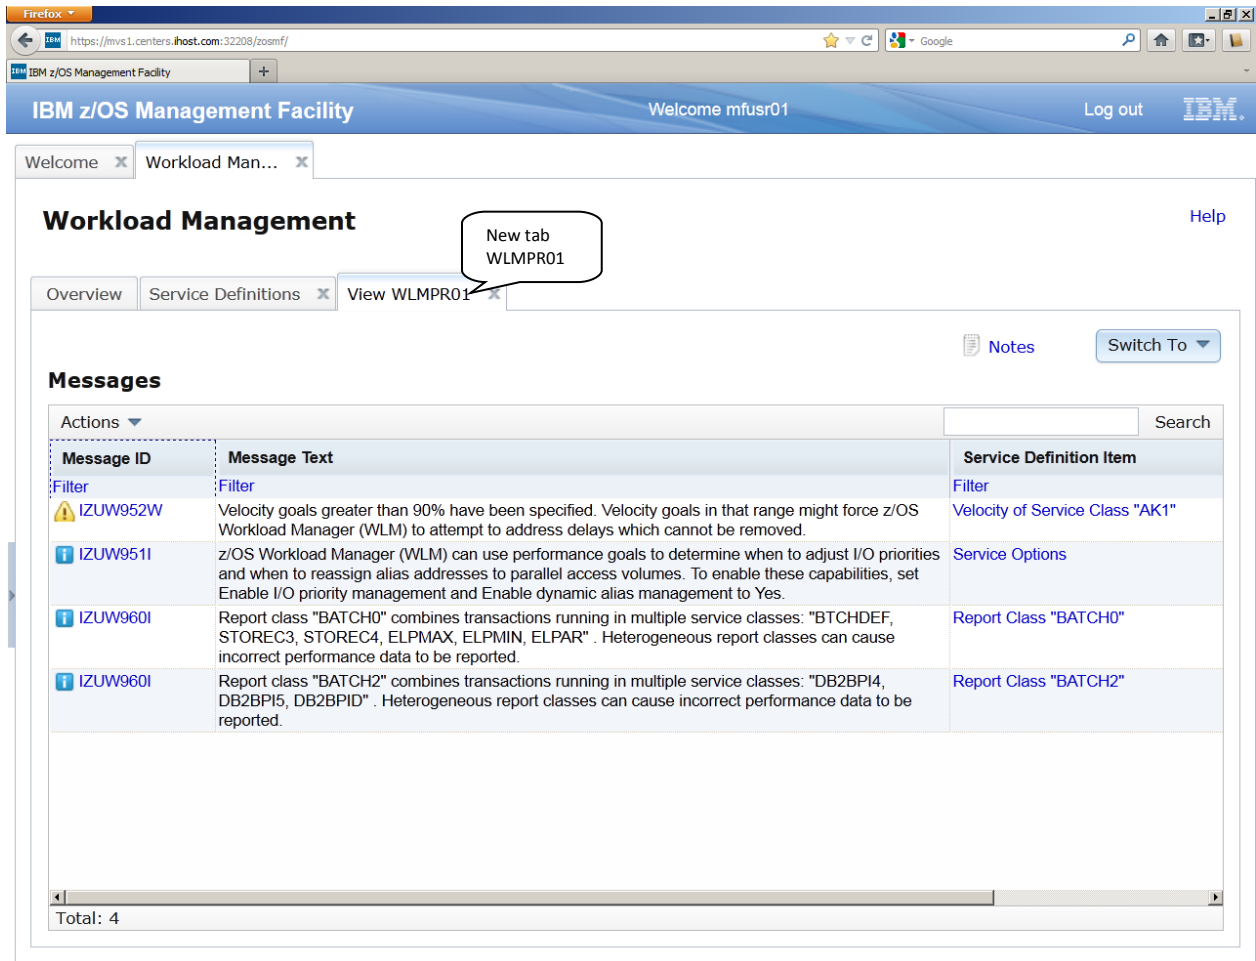 Firefox
https://mvs1.centers.ihost.com:32208/zosmf/
Google
IBM z/OS Management Facility
IBM z/OS Management Facility
Welcome mfusr01
Log out
IBM.
Welcome
Workload Man...
Workload Management
Help
New tab
WLMPR01
Overview
Service Definitions
View WLMPR01
Notes
Switch To
Messages
Actions
Search
Message ID
Message Text
Service Definition Item
Filter
Filter
Filter
IZUW952W
Velocity goals greater than 90% have been specified. Velocity goals in that range might force z/OS
Workload Manager (WLM) to attempt to address delays which cannot be removed.
Velocity of Service Class "AK1"
IZUW951I
z/OS Workload Manager (WLM) can use performance goals to determine when to adjust I/O priorities
and when to reassign alias addresses to parallel access volumes. To enable these capabilities, set
Enable I/O priority management and Enable dynamic alias management to Yes.
Service Options
IZUW960I
Report class "BATCH0" combines transactions running in multiple service classes: "BTCHDEF,
STOREC3, STOREC4, ELPMAX, ELPMIN, ELPAR" . Heterogeneous report classes can cause
incorrect performance data to be reported.
Report Class "BATCH0"
IZUW960I
Report class "BATCH2" combines transactions running in multiple service classes: "DB2BPI4,
DB2BPI5, DB2BPID" . Heterogeneous report classes can cause incorrect performance data to be
reported.
Report Class "BATCH2"
Total: 4